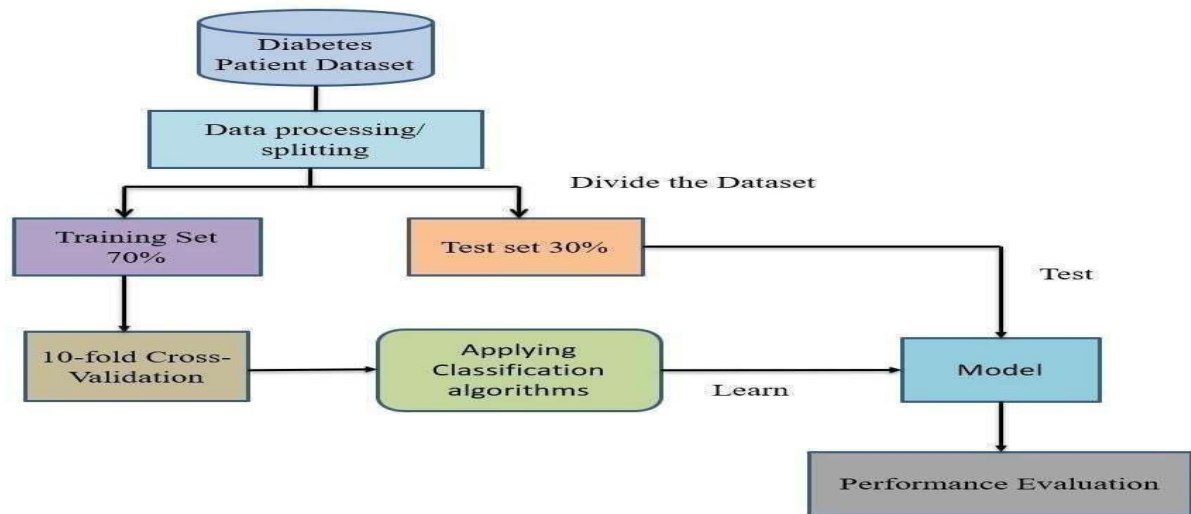 Diabetes
Patient Dataset
Data processing/
splitting
Divide the Dataset
Training Set
70%
Test set 30%
Test
10-fold Cross-
Validation
Applying
Classification
algorithms
Learn
Model
Performance Evaluation